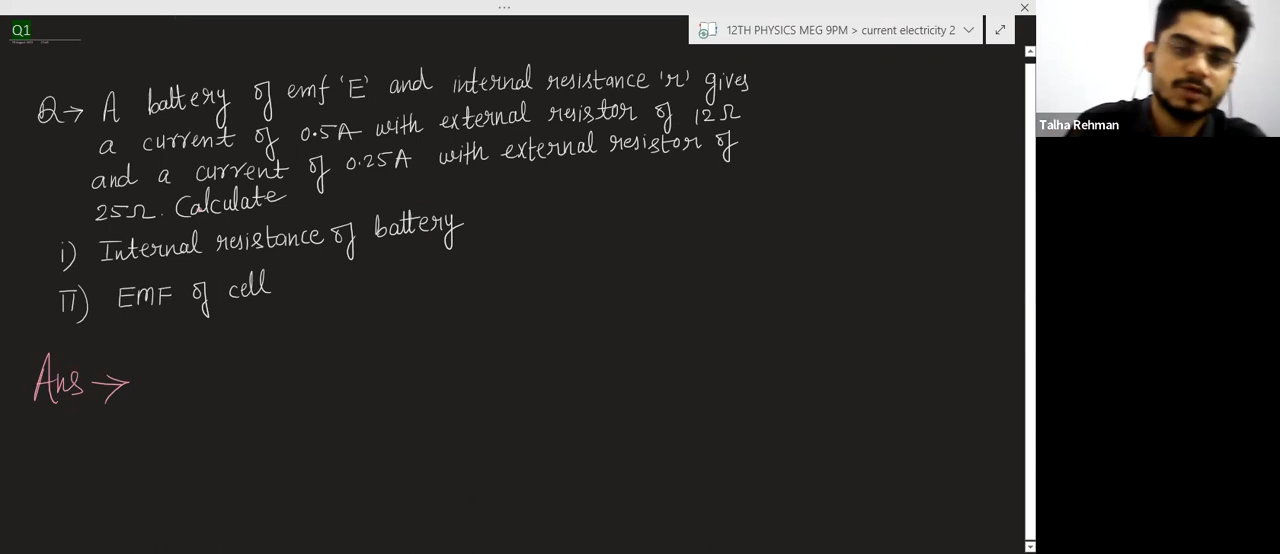 Q1
12TH PHYSICS MEG 9PM > current electricity 2
Talha Rehman
Q→ A battery of emf 'E' and internal resistance 'r' gives
a current of 0.5A with external resistor of 12Ω
and a current of 0.25A with external resistor of
25Ω. Calculate
i) Internal resistance of battery
II) EMF of cell
Ans →